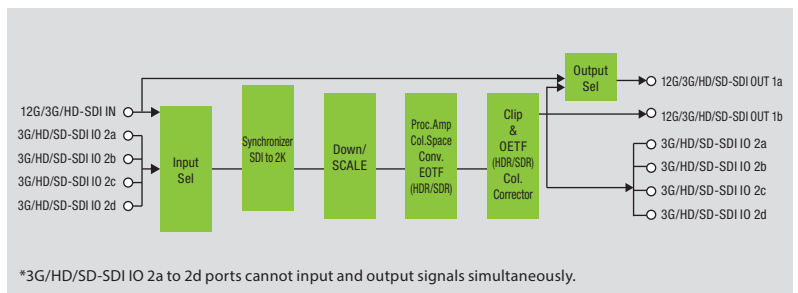 12G/3G/HD-SDI IN
3G/HD/SD-SDI IO 2a
3G/HD/SD-SDI IO 2b
3G/HD/SD-SDI IO 2c
3G/HD/SD-SDI IO 2d
Input
Sel
Synchronizer
SDI to 2K
Down/
SCALE
Proc.Amp
Col.Space
Conv.
EOTF
(HDR/SDR)
Clip
&
OETF
(HDR/SDR)
Col.
Corrector
Output
Sel
12G/3G/HD/SD-SDI OUT 1a
12G/3G/HD/SD-SDI OUT 1b
3G/HD/SD-SDI IO 2a
3G/HD/SD-SDI IO 2b
3G/HD/SD-SDI IO 2c
3G/HD/SD-SDI IO 2d
*3G/HD/SD-SDI IO 2a to 2d ports cannot input and output signals simultaneously.